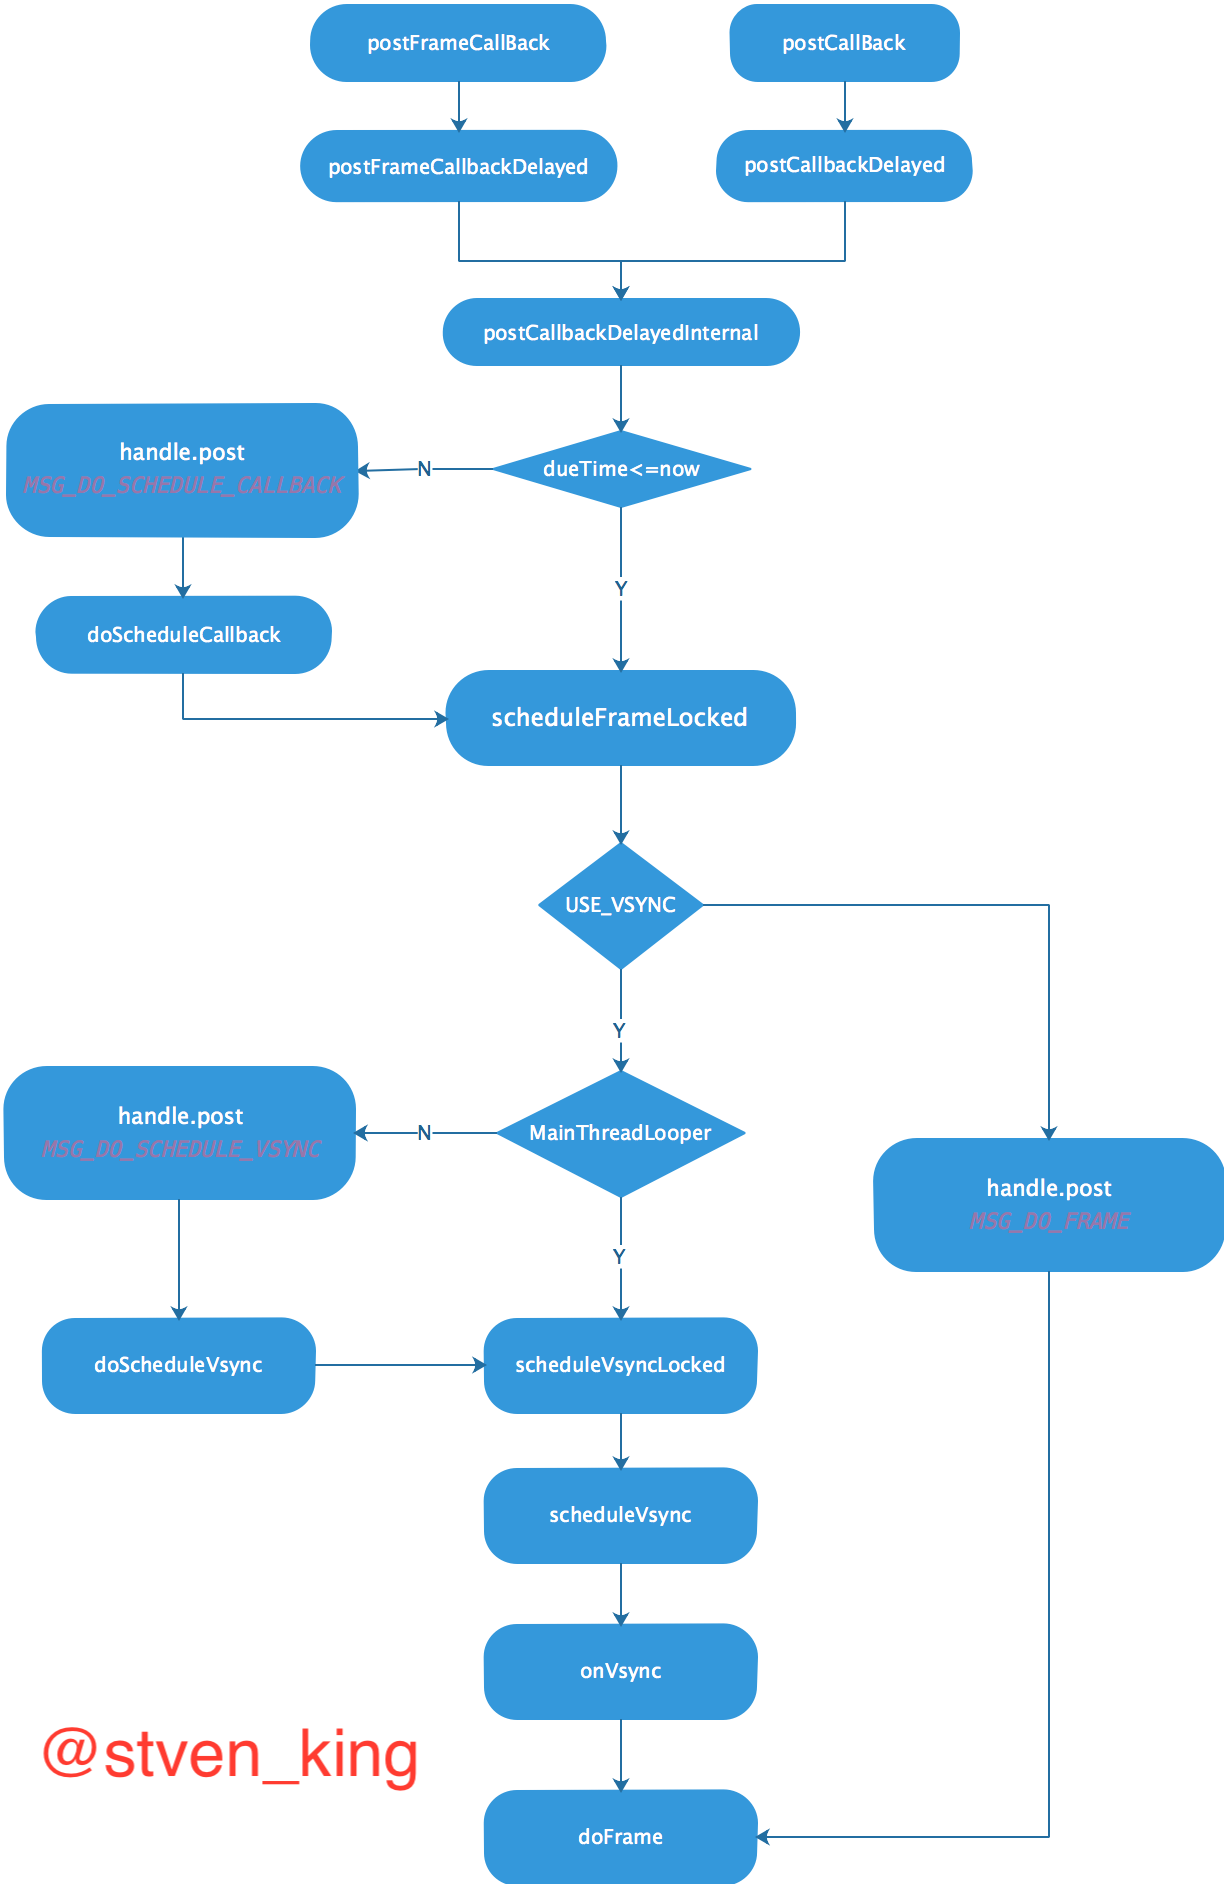 postFrameCallBack
postCallBack
postFrameCallbackDelayed
postCallbackDelayed
postCallbackDelayedInternal
handle.post
MSG_DO_SCHEDULE_CALLBACK
N
dueTime<=now
Y
doScheduleCallback
scheduleFrameLocked
USE_VSYNC
Y
handle.post
MSG_DO_SCHEDULE_VSYNC
N
MainThreadLooper
handle.post
MSG_DO_FRAME
Y
doScheduleVsync
scheduleVsyncLocked
scheduleVsync
onVsync
@stven_king
doFrame